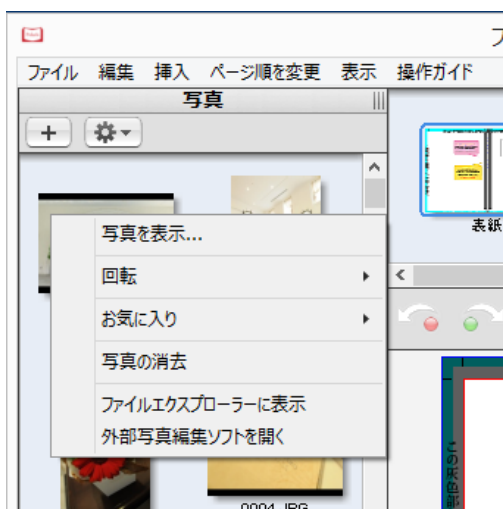 フ
ファイル 編集 挿入 ページ順を変更 表示 操作ガイド
写真
表紙
写真を表示...
回転
お気に入り
写真の消去
ファイルエクスプローラーに表示
外部写真編集ソフトを開く
0004.JPG